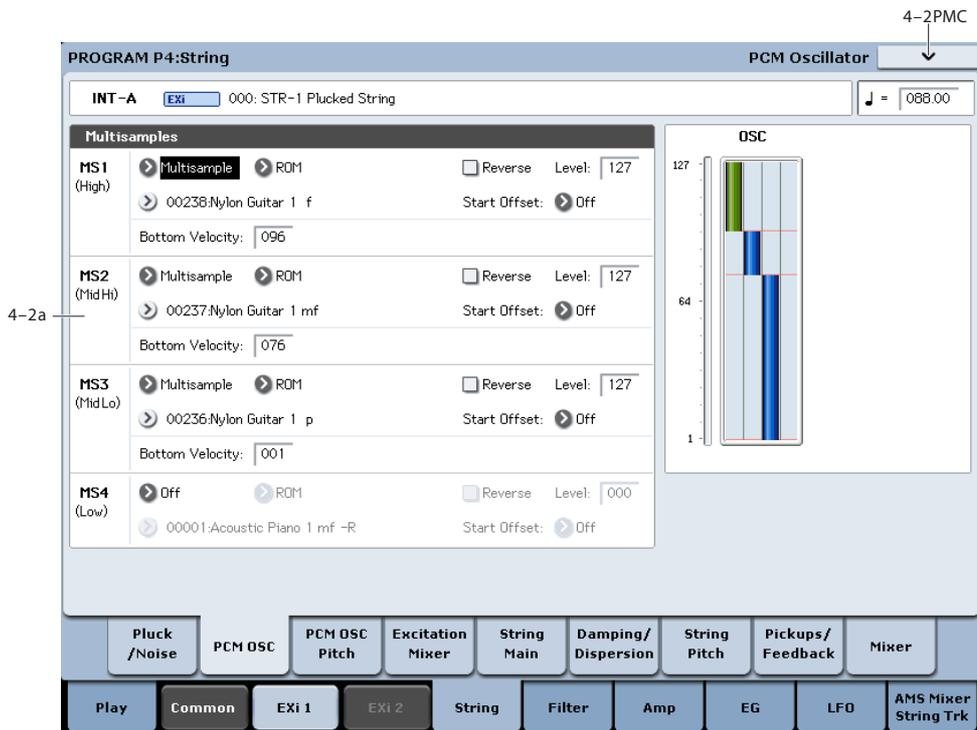 4-2PMC
PROGRAM P4:String PCM Oscillator
INT-A EXi 000: STR-1 Plucked String ♩ = 088.00
Multisamples
OSC
MS1 Multisample ROM Reverse Level: 127
(High)
00238:Nylon Guitar 1 f Start Offset: Off
Bottom Velocity: 096
MS2 Multisample ROM Reverse Level: 127
(MidHi)
00237:Nylon Guitar 1 mf Start Offset: Off
Bottom Velocity: 076
MS3 Multisample ROM Reverse Level: 127
(MidLo)
00236:Nylon Guitar 1 p Start Offset: Off
Bottom Velocity: 001
MS4 Off ROM Reverse Level: 000
(Low)
00001:Acoustic Piano 1 mf -R Start Offset: Off
127
64
1
4-2a
Pluck
/Noise
PCM OSC
PCM OSC
Pitch
Excitation
Mixer
String
Main
Damping/
Dispersion
String
Pitch
Pickups/
Feedback
Mixer
Play
Common
EXi 1
EXi 2
String
Filter
Amp
EG
LFO
AMS Mixer
String Trk